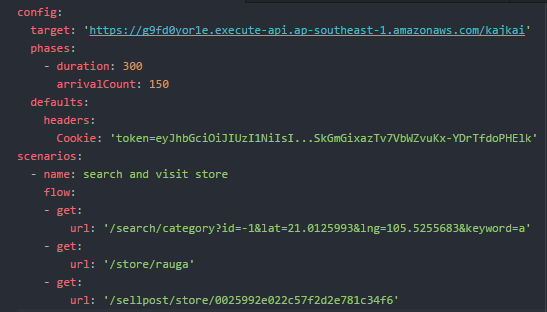 config:
target: 'https://g9fd0yor1e.execute-api.ap-southeast-1.amazonaws.com/kajkai'
phases:
- duration: 300
arrivalCount: 150
defaults:
headers:
Cookie: 'token=eyJhbGciOiJIUzI1NiIsI...SkGmGixazTv7VbWZvuKx-YDrTfdoPHElk'
scenarios:
- name: search and visit store
flow:
- get:
url: '/search/category?id=-1&lat=21.0125993&lng=105.5255683&keyword=a'
- get:
url: '/store/rauga'
- get:
url: '/sellpost/store/0025992e022c57f2d2e781c34f6'